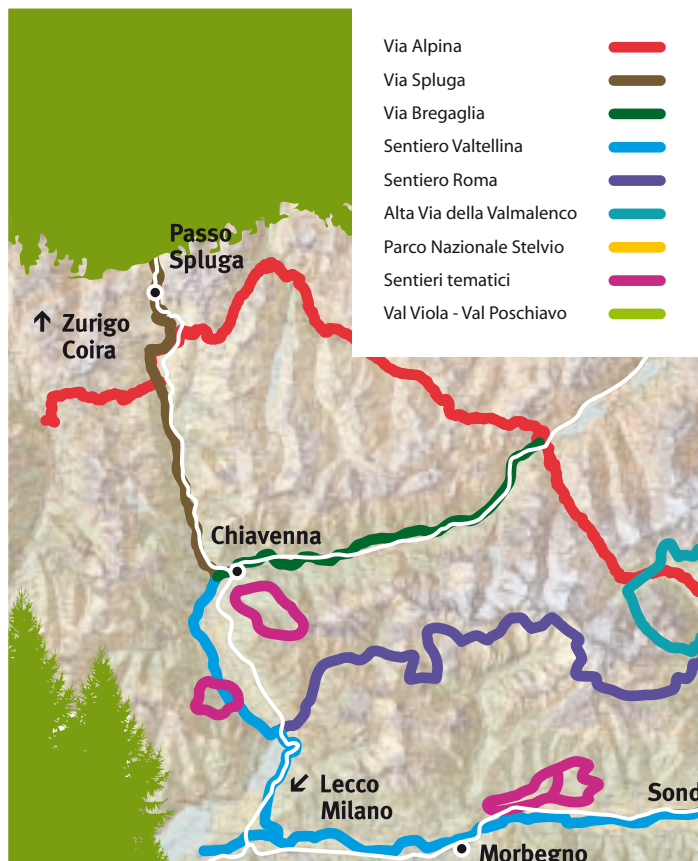 Via Alpina
Via Spluga
Via Bregaglia
Sentiero Valtellina
Sentiero Roma
Alta Via della Valmalenco
Parco Nazionale Stelvio
Sentieri tematici
Val Viola - Val Poschiavo
Passo
Spluga
↑ Zurigo
Coira
Chiavenna
↙ Lecco
Milano
Sond
Morbegno